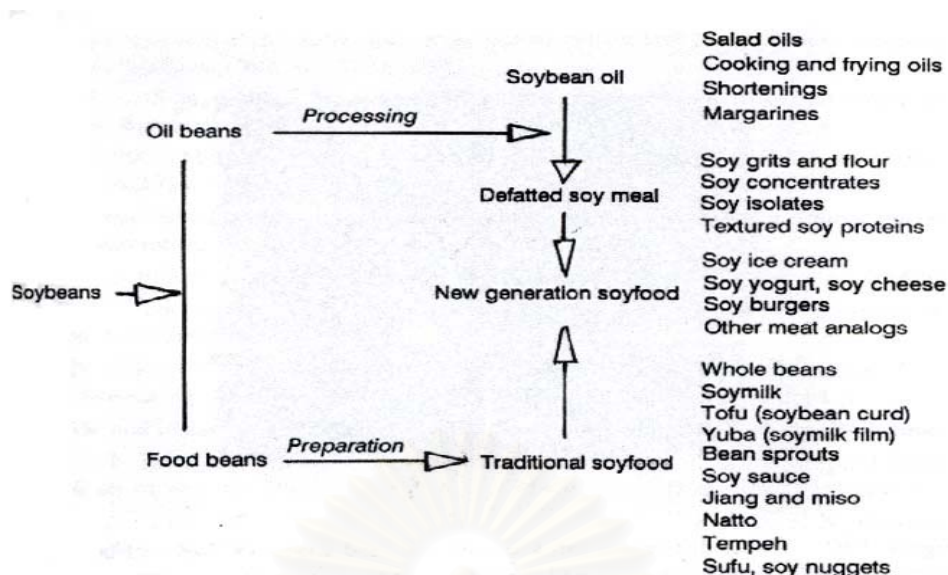 Salad oils
Soybean oil
Cooking and frying oils
Shortenings
Processing
Margarines
Oil beans
Soy grits and flour
Soy concentrates
Defatted soy meal
Soy isolates
Textured soy proteins
Soy ice cream
Soybeans
New generation soyfood
Soy yogurt, soy cheese
Soy burgers
Other meat analogs
Whole beans
Soymilk
Tofu (soybean curd)
Preparation
Yuba (soymilk film)
Food beans
Traditional soyfood
Bean sprouts
Soy sauce
Jiang and miso
Natto
Tempeh
Sufu, soy nuggets